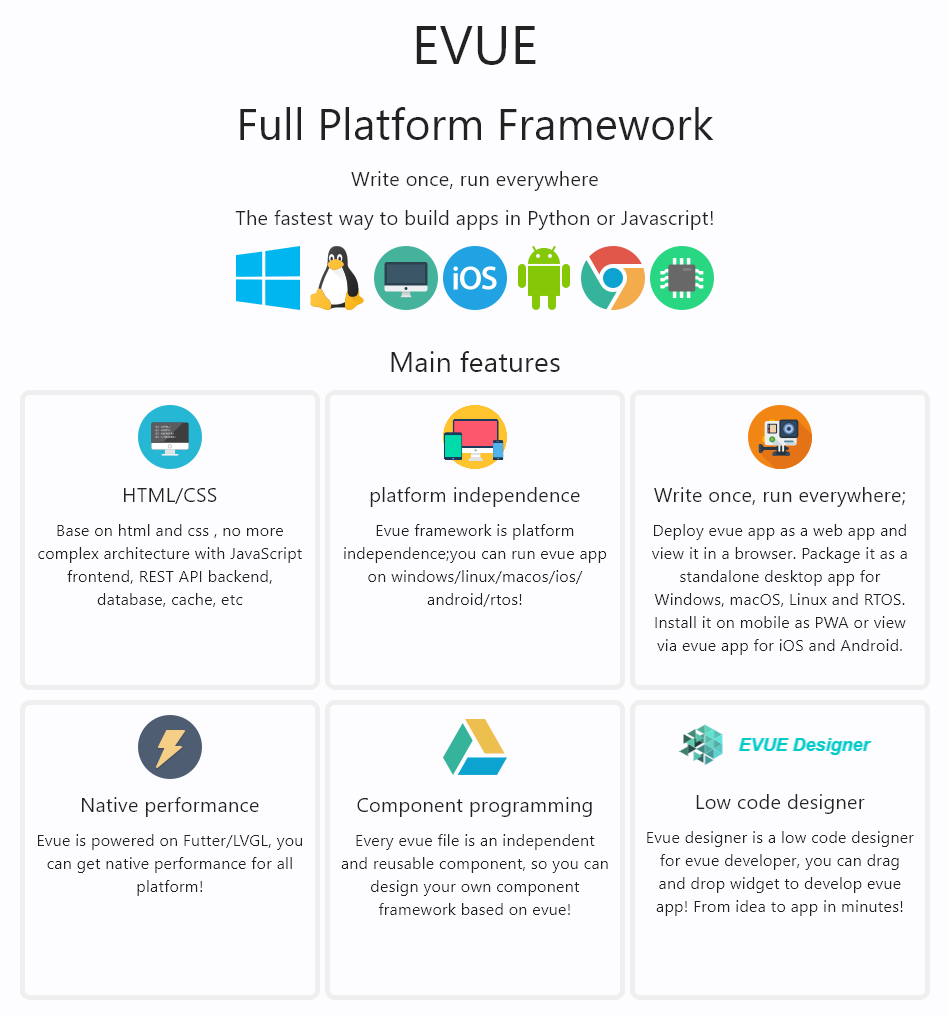 EVUE
Full Platform Framework
Write once, run everywhere
The fastest way to build apps in Python or Javascript!
iOS
Main features
HTML/CSS
Base on html and css , no more
complex architecture with JavaScript
frontend, REST API backend,
database, cache, etc
platform independence
Evue framework is platform
independence;you can run evue app
on windows/linux/macos/ios/
android/rtos!
Write once, run everywhere;
Deploy evue app as a web app and
view it in a browser. Package it as a
standalone desktop app for
Windows, macOS, Linux and RTOS.
Install it on mobile as PWA or view
via evue app for iOS and Android.
Native performance
Evue is powered on Futter/LVGL, you
can get native performance for all
platform!
Component programming
Every evue file is an independent
and reusable component, so you can
design your own component
framework based on evue!
EVUE Designer
Low code designer
Evue designer is a low code designer
for evue developer, you can drag
and drop widget to develop evue
app! From idea to app in minutes!